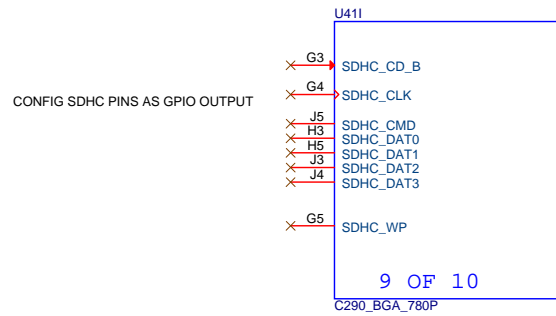 U41I
G3 SDHC_CD_B
G4 SDHC_CLK
CONFIG SDHC PINS AS GPIO OUTPUT
J5 SDHC_CMD
H3 SDHC_DAT0
H5 SDHC_DAT1
J3 SDHC_DAT2
J4 SDHC_DAT3
G5 SDHC_WP
9 OF 10
C290_BGA_780P